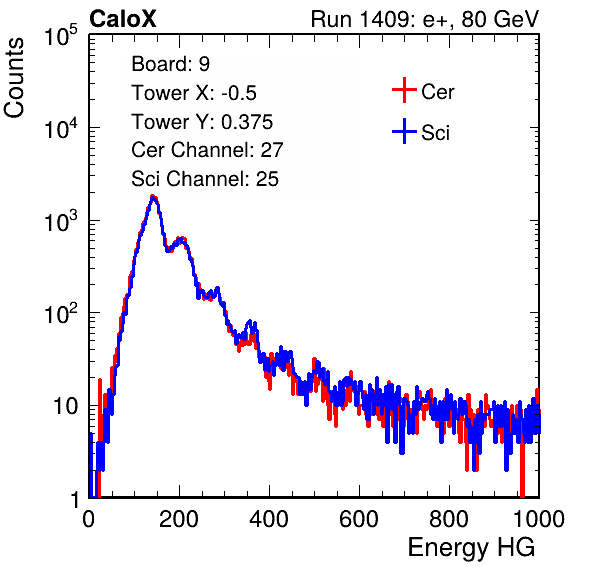 CaloX Run 1409: e+, 80 GeV
Counts
10^5
10^4
10^3
10^2
10
1
Board: 9
Tower X: -0.5
Tower Y: 0.375
Cer Channel: 27
Sci Channel: 25
Cer
Sci
0 200 400 600 800 1000
Energy HG